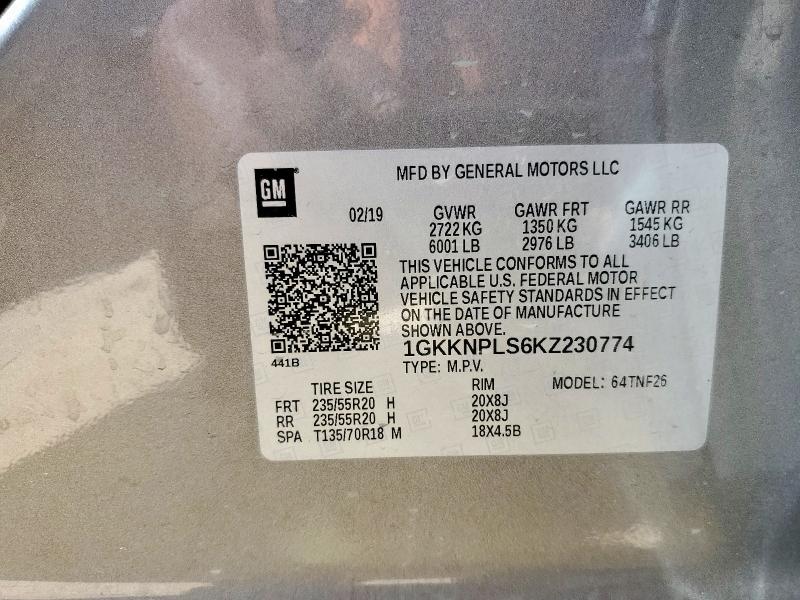 GM
MFD BY GENERAL MOTORS LLC
02/19 GVWR GAWR FRT GAWR RR
2722 KG 1350 KG 1545 KG
6001 LB 2976 LB 3406 LB
THIS VEHICLE CONFORMS TO ALL
APPLICABLE U.S. FEDERAL MOTOR
VEHICLE SAFETY STANDARDS IN EFFECT
ON THE DATE OF MANUFACTURE
SHOWN ABOVE.
441B
1GKKNPLS6KZ230774
TYPE: M.P.V.
TIRE SIZE RIM MODEL: 64TNF26
FRT 235/55R20 H 20X8J
RR 235/55R20 H 20X8J
SPA T135/70R18 M 18X4.5B